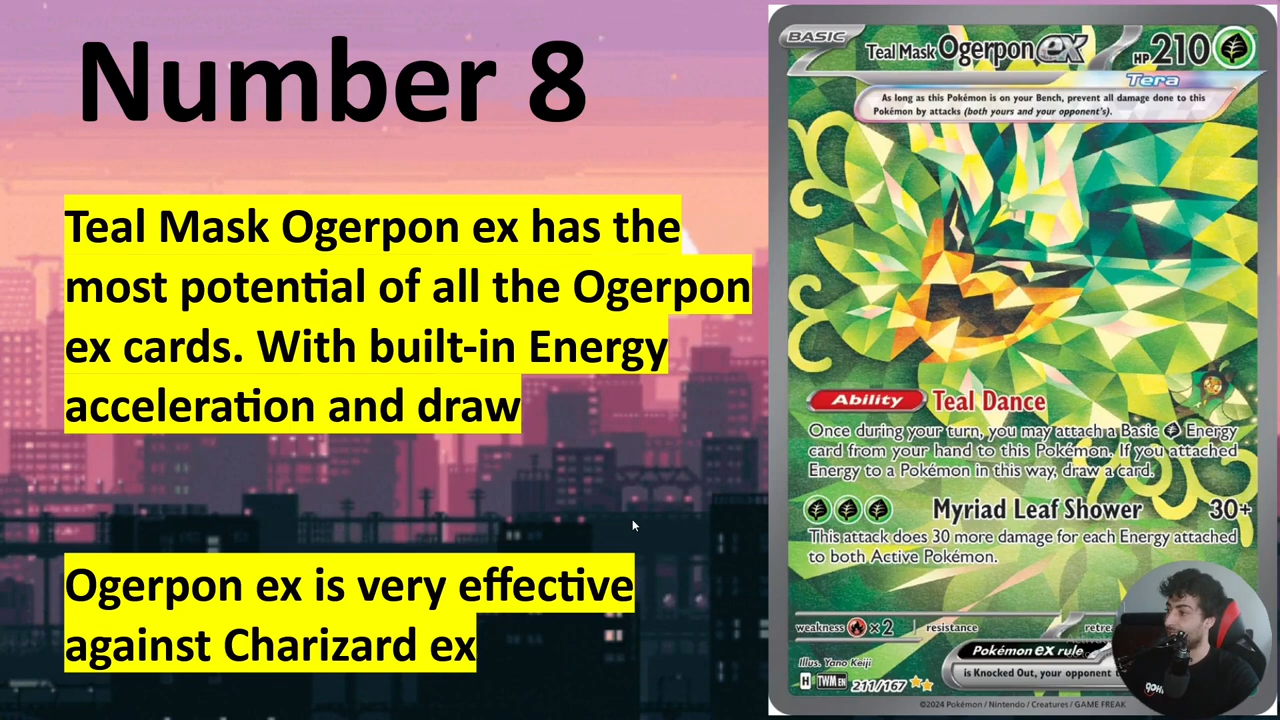 Number 8
Teal Mask Ogerpon ex has the
most potential of all the Ogerpon
ex cards. With built-in Energy
acceleration and draw
Ogerpon ex is very effective
against Charizard ex
BASIC
Teal Mask Ogerpon ex HP 210
Tera
As long as this Pokémon is on your Bench, prevent all damage done to this
Pokémon by attacks (both yours and your opponent's).
Ability Teal Dance
Once during your turn, you may attach a Basic Energy
card from your hand to this Pokémon. If you attached
Energy to a Pokémon in this way, draw a card.
Myriad Leaf Shower 30+
This attack does 30 more damage for each Energy attached
to both Active Pokémon.
weakness ×2 resistance retre
Pokémon ex rule
Illus. Yano Keiji
is Knocked Out, your opponent
H TWM EN 211/167
©2024 Pokémon / Nintendo / Creatures / GAME FREAK